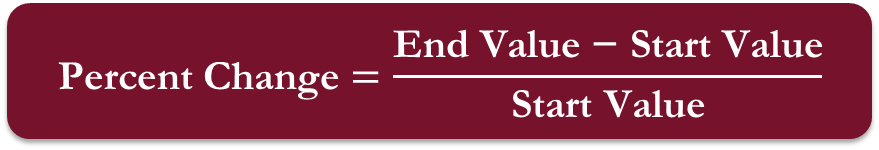 Percent Change = End Value − Start Value
Start Value